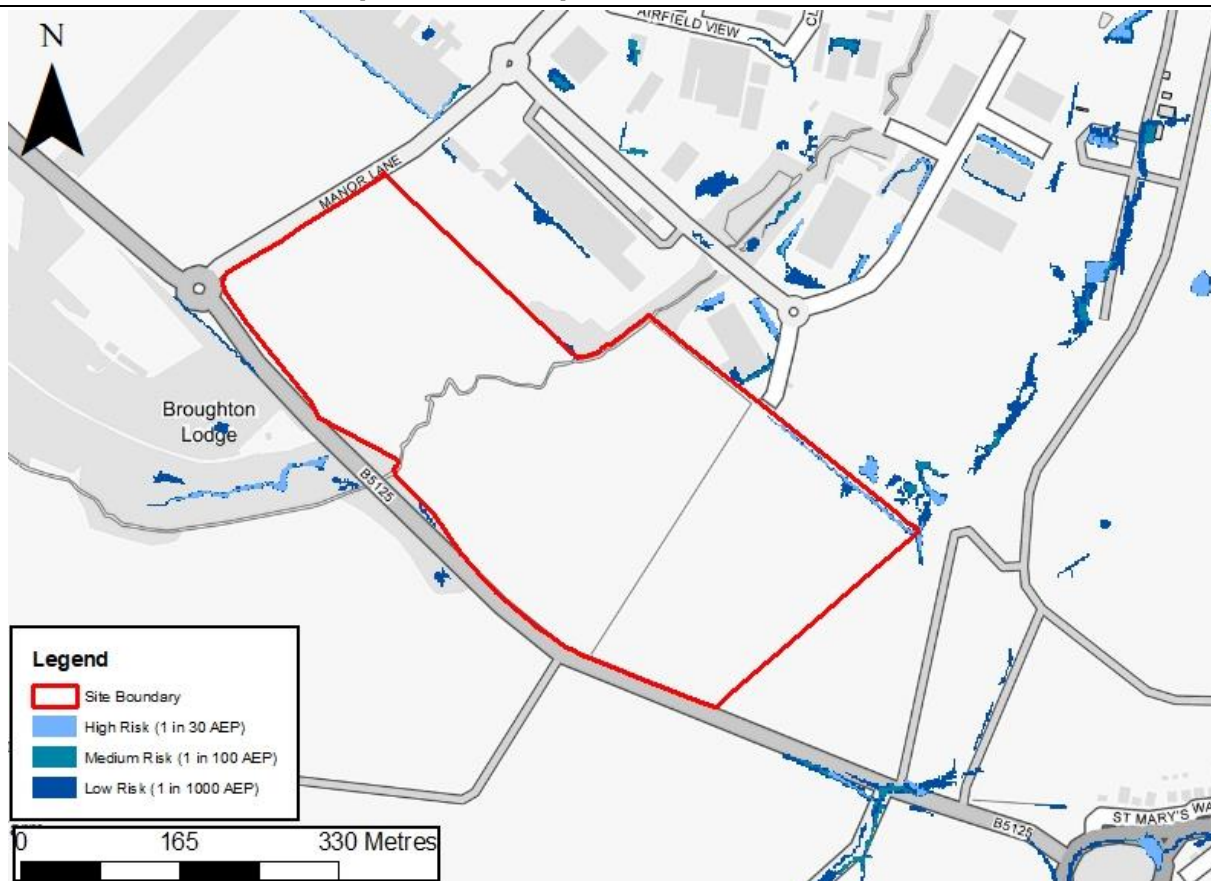 AIRFIELD VIEW
CL
N
MANOR LANE
Broughton
Lodge
B5125
Legend
Site Boundary
High Risk (1 in 30 AEP)
Medium Risk (1 in 100 AEP)
Low Risk (1 in 1000 AEP)
0 165 330 Metres
B5125
ST MARY'S WA